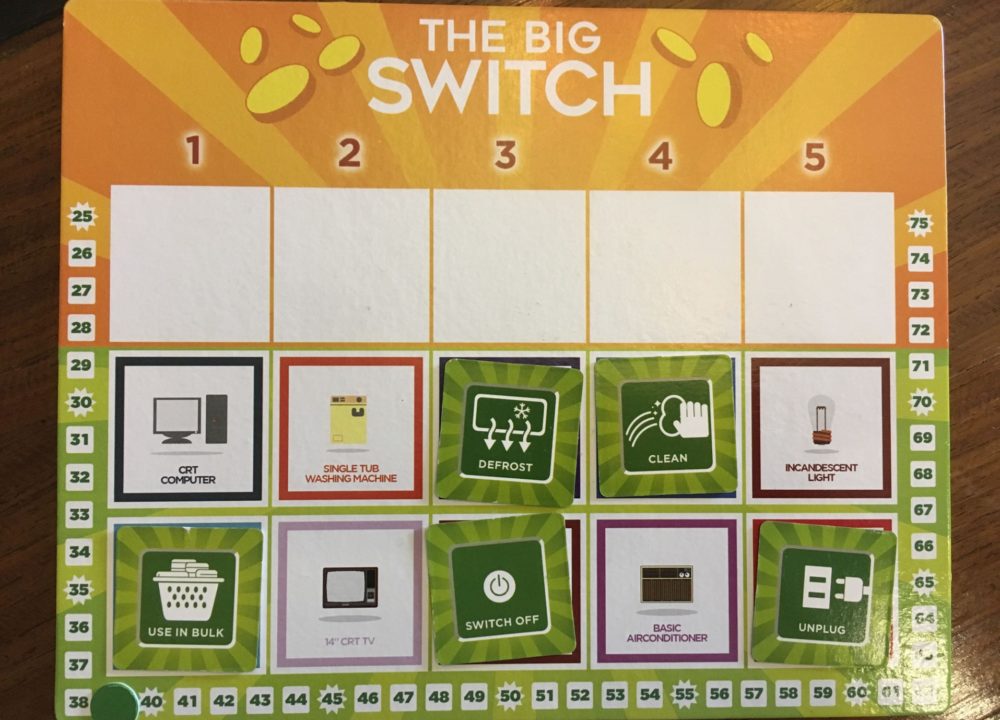 THE BIG
SWITCH
1 2 3 4 5
25 75
26 74
27 73
28 72
29 71
30 70
31 69
32 68
33 67
34 66
35 65
36 64
37
38 40 41 42 43 44 45 46 47 48 49 50 51 52 53 54 55 56 57 58 59 60 61
CRT
COMPUTER
SINGLE TUB
WASHING MACHINE
DEFROST
CLEAN
INCANDESCENT
LIGHT
USE IN BULK
14" CRT TV
SWITCH OFF
BASIC
AIRCONDITIONER
UNPLUG